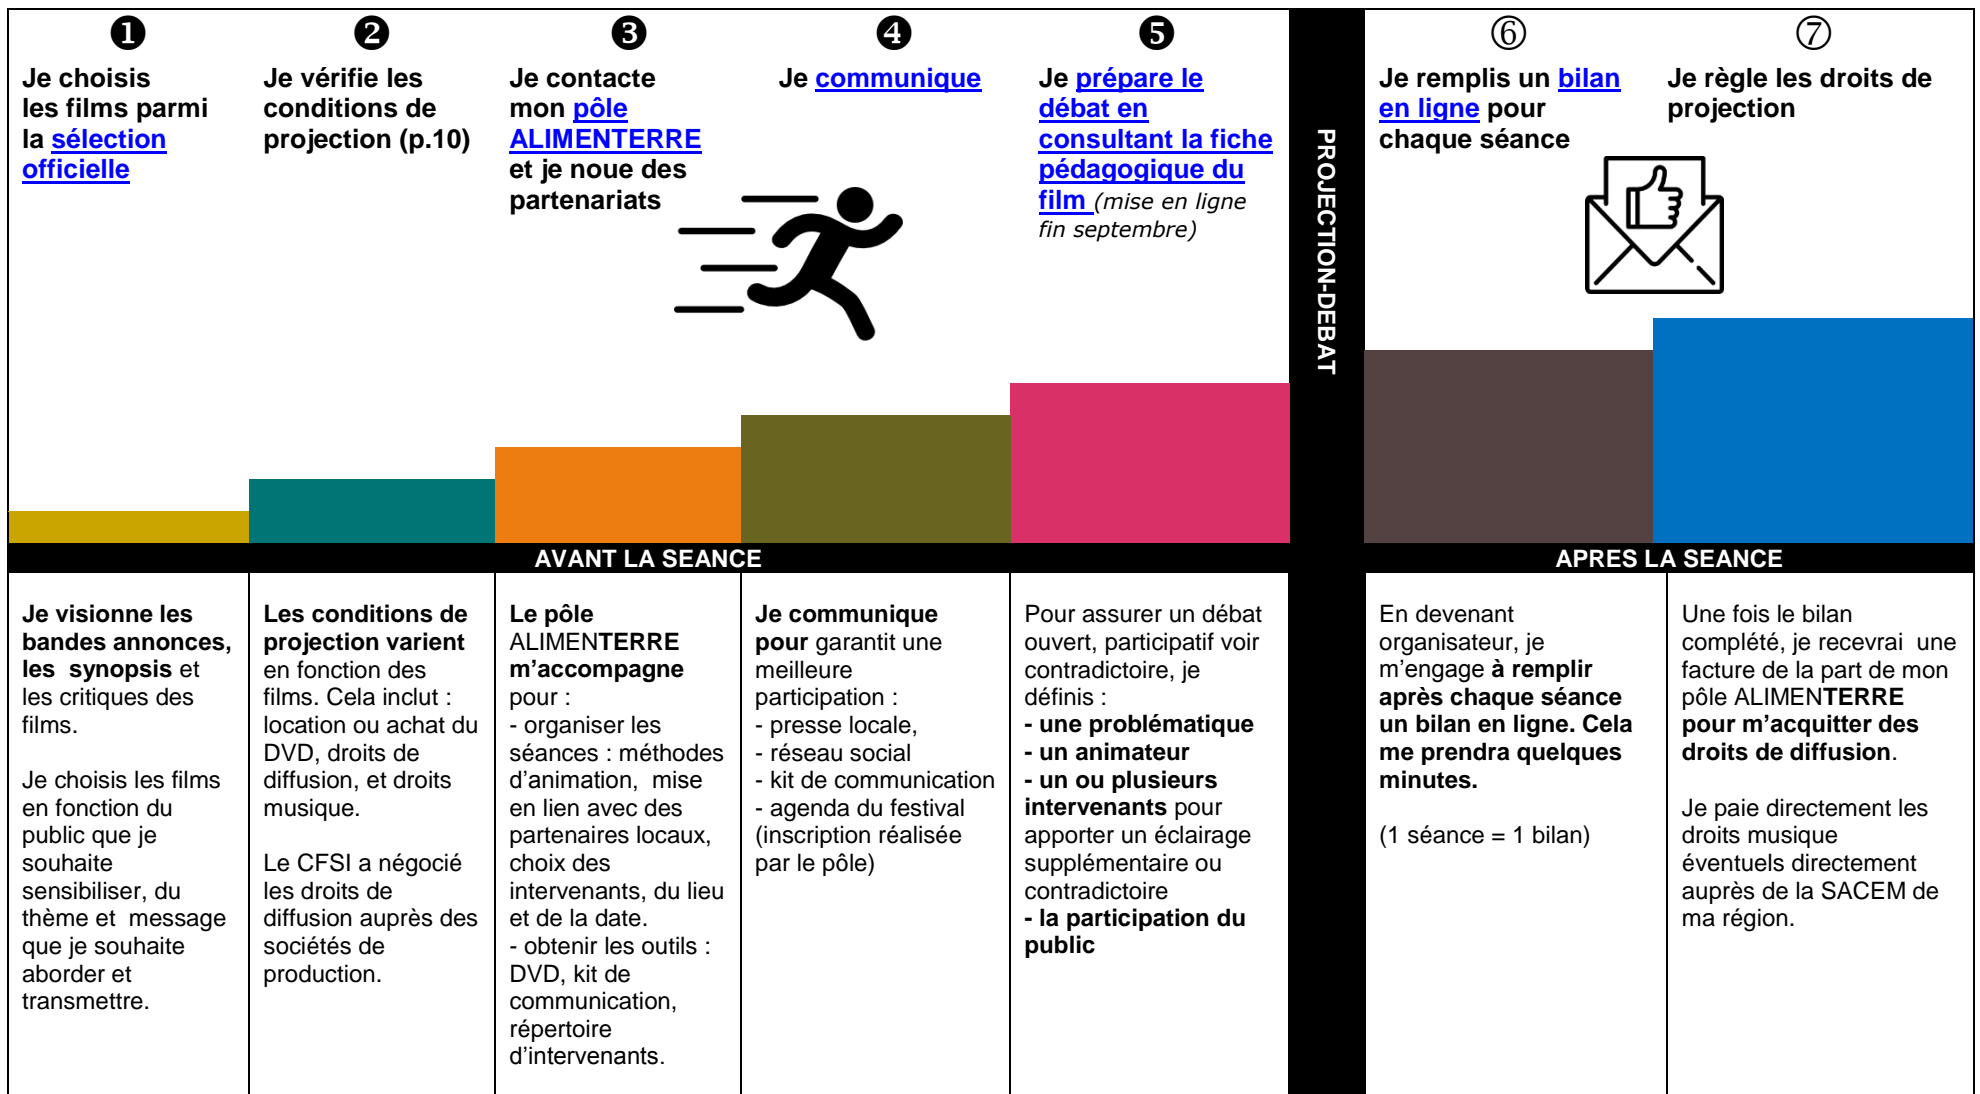 ❶
Je choisis
les films parmi
la sélection
officielle
❷
Je vérifie les
conditions de
projection (p.10)
❸
Je contacte
mon pôle
ALIMENTERRE
et je noue des
partenariats
❹
Je communique
❺
Je prépare le
débat en
consultant la fiche
pédagogique du
film (mise en ligne
fin septembre)
PROJECTION-DEBAT
⑥
Je remplis un bilan
en ligne pour
chaque séance
⑦
Je règle les droits de
projection
AVANT LA SEANCE
APRES LA SEANCE
Je visionne les
bandes annonces,
les synopsis et
les critiques des
films.
Je choisis les films
en fonction du
public que je
souhaite
sensibiliser, du
thème et message
que je souhaite
aborder et
transmettre.
Les conditions de
projection varient
en fonction des
films. Cela inclut :
location ou achat du
DVD, droits de
diffusion, et droits
musique.
Le CFSI a négocié
les droits de
diffusion auprès des
sociétés de
production.
Le pôle
ALIMENTERRE
m’accompagne
pour :
- organiser les
séances : méthodes
d’animation, mise
en lien avec des
partenaires locaux,
choix des
intervenants, du lieu
et de la date.
- obtenir les outils :
DVD, kit de
communication,
répertoire
d’intervenants.
Je communique
pour garantit une
meilleure
participation :
- presse locale,
- réseau social
- kit de communication
- agenda du festival
(inscription réalisée
par le pôle)
Pour assurer un débat
ouvert, participatif voir
contradictoire, je
définis :
- une problématique
- un animateur
- un ou plusieurs
intervenants pour
apporter un éclairage
supplémentaire ou
contradictoire
- la participation du
public
En devenant
organisateur, je
m’engage à remplir
après chaque séance
un bilan en ligne. Cela
me prendra quelques
minutes.
(1 séance = 1 bilan)
Une fois le bilan
complété, je recevrai une
facture de la part de mon
pôle ALIMENTERRE
pour m’acquitter des
droits de diffusion.
Je paie directement les
droits musique
éventuels directement
auprès de la SACEM de
ma région.